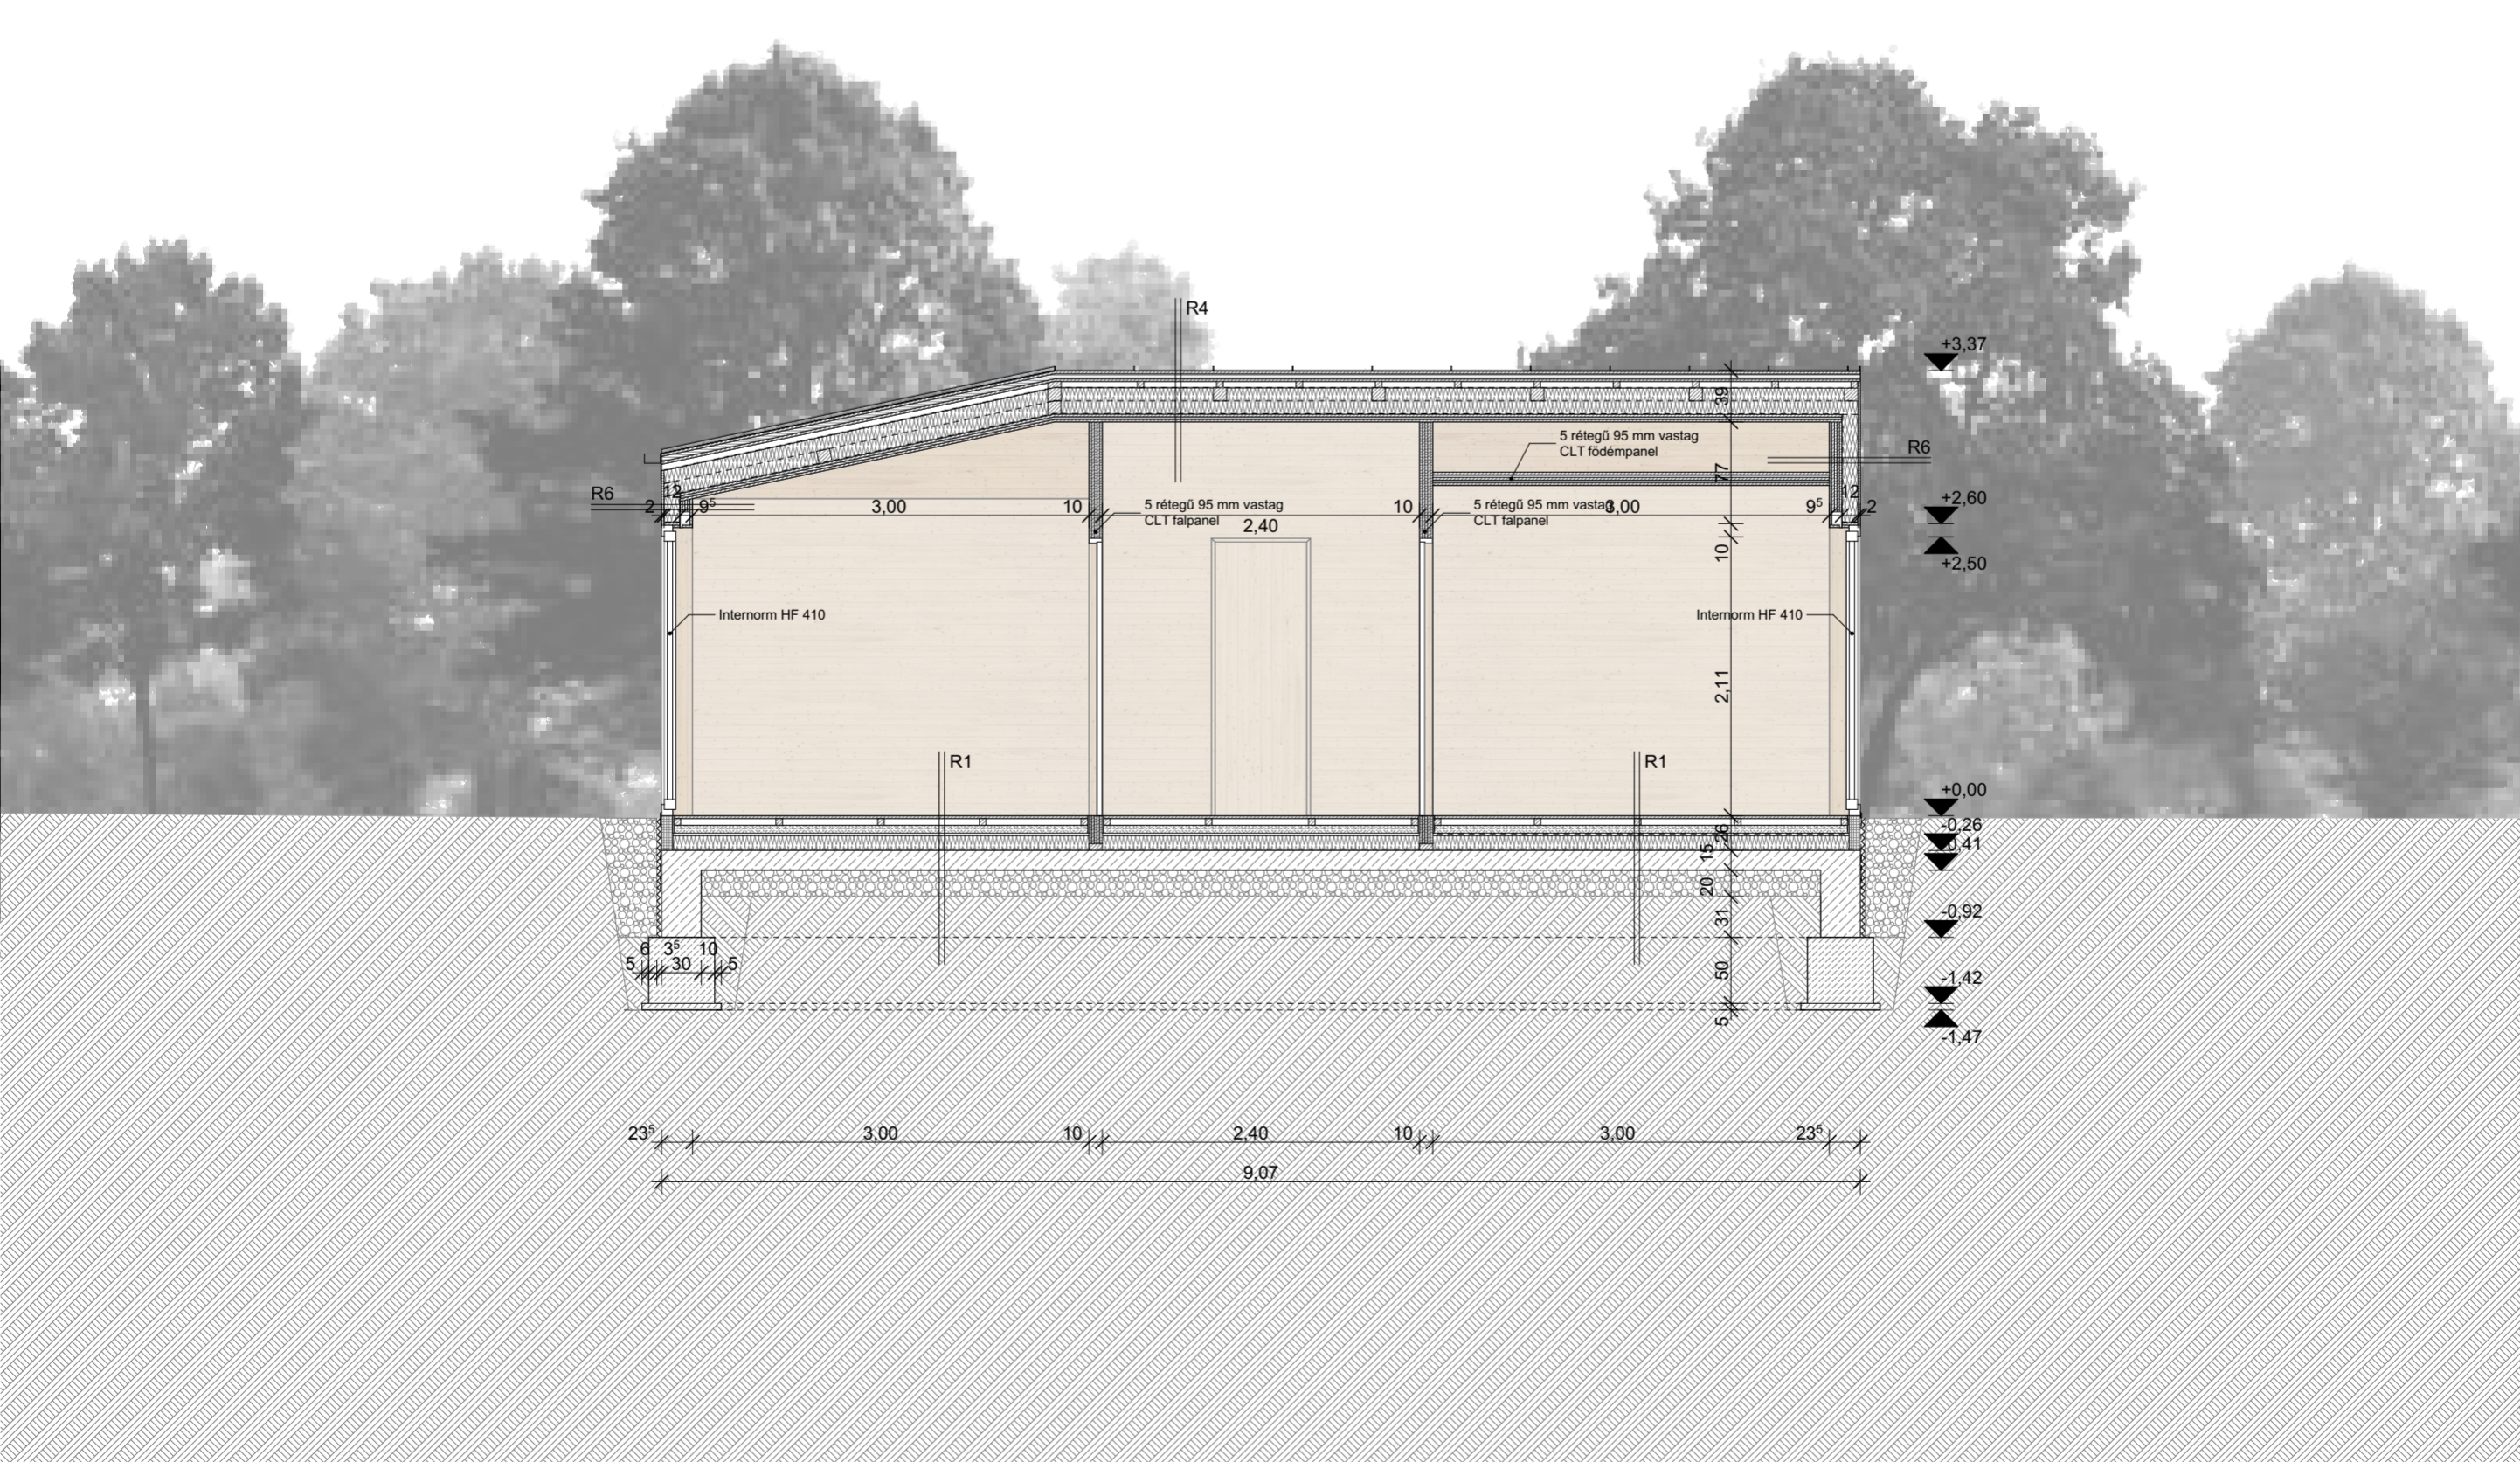 R4
+3,37
39
5 rétegű 95 mm vastag
CLT födémpanel
R6
77
R6
12
2
9⁵
3,00
10
5 rétegű 95 mm vastag
CLT falpanel
2,40
10
5 rétegű 95 mm vastag
CLT falpanel
3,00
9⁵
12
2
+2,60
10
+2,50
Internorm HF 410
Internorm HF 410
2,11
R1
R1
+0,00
-0,26
26
15
0,41
20
-0,92
31
6 3⁵ 10
5 30 5
50
-1,42
5
-1,47
23⁵ 3,00 10 2,40 10 3,00 23⁵
9,07